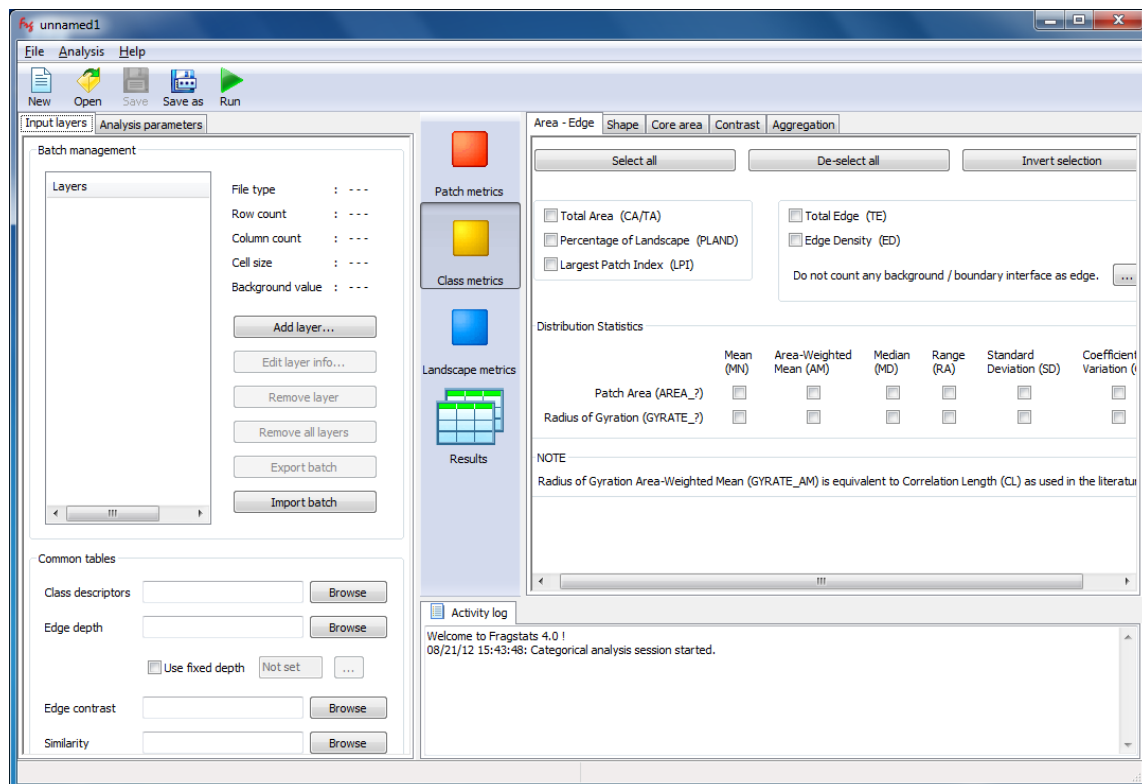 unnamed1
File Analysis Help
New Open Save Save as Run
Input layers Analysis parameters
Batch management
Layers
File type : ---
Row count : ---
Column count : ---
Cell size : ---
Background value : ---
Add layer...
Edit layer info...
Remove layer
Remove all layers
Export batch
Import batch
Common tables
Class descriptors Browse
Edge depth Browse
Use fixed depth Not set ...
Edge contrast Browse
Similarity Browse
Patch metrics
Class metrics
Landscape metrics
Results
Area - Edge Shape Core area Contrast Aggregation
Select all De-select all Invert selection
Total Area (CA/TA)
Percentage of Landscape (PLAND)
Largest Patch Index (LPI)
Total Edge (TE)
Edge Density (ED)
Do not count any background / boundary interface as edge. ...
Distribution Statistics
Mean (MN) Area-Weighted Mean (AM) Median (MD) Range (RA) Standard Deviation (SD) Coefficient Variation (
Patch Area (AREA_?)
Radius of Gyration (GYRATE_?)
NOTE
Radius of Gyration Area-Weighted Mean (GYRATE_AM) is equivalent to Correlation Length (CL) as used in the literatu
Activity log
Welcome to Fragstats 4.0 !
08/21/12 15:43:48: Categorical analysis session started.